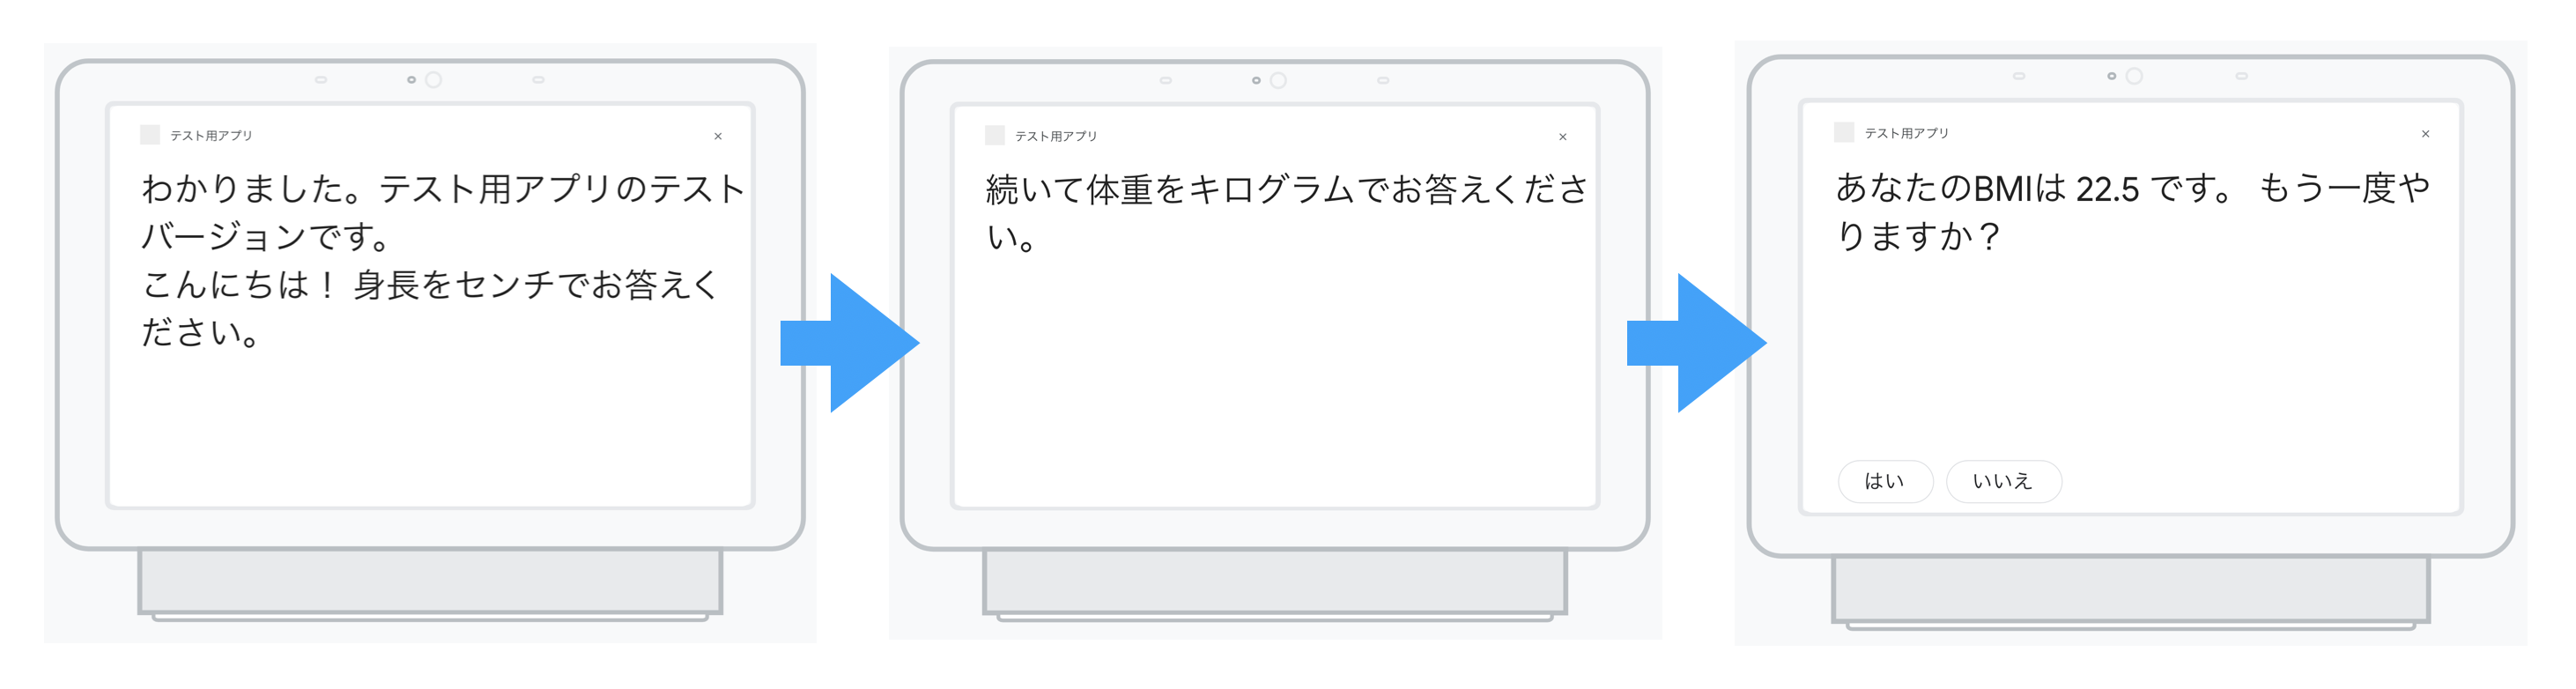 テスト用アプリ
×
わかりました。テスト用アプリのテスト
バージョンです。
こんにちは！ 身長をセンチでお答えく
ださい。
テスト用アプリ
×
続いて体重をキログラムでお答えくださ
い。
テスト用アプリ
×
あなたのBMIは 22.5 です。 もう一度や
りますか？
はい
いいえ